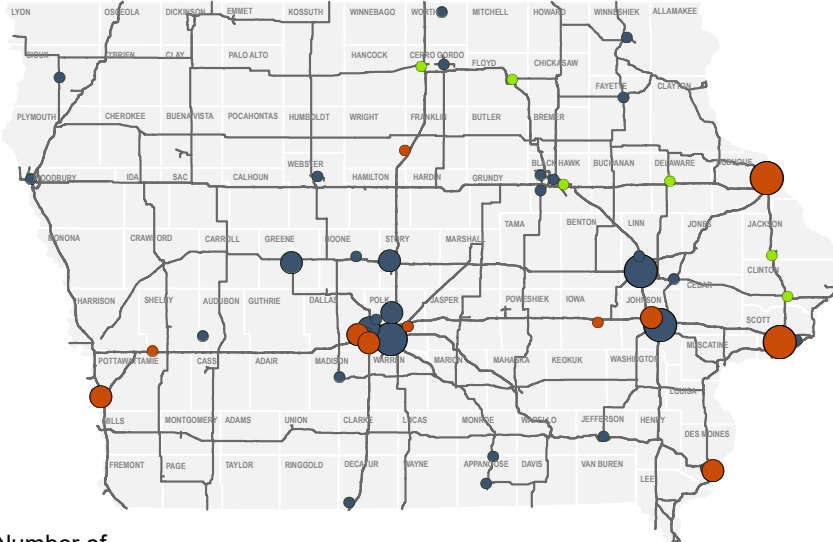 LYON OSCEOLA DICKINSON EMMET KOSSUTH WINNEBAGO WORTH MITCHELL HOWARD WINNESHIEK ALLAMAKEE
SIOUX O'BRIEN CLAY PALO ALTO HANCOCK CERRO GORDO FLOYD CHICKASAW
FAYETTE CLAYTON
PLYMOUTH CHEROKEE BUENA VISTA POCAHONTAS HUMBOLDT WRIGHT FRANKLIN BUTLER BREMER
WOODBURY IDA SAC CALHOUN WEBSTER HAMILTON HARDIN GRUNDY BLACK HAWK BUCHANAN DELAWARE DUBUQUE
MONONA CRAWFORD CARROLL GREENE BOONE STORY MARSHALL TAMA BENTON LINN JONES JACKSON
CLINTON
CEDAR
HARRISON SHELBY AUDUBON GUTHRIE DALLAS POLK JASPER POWESHIEK IOWA JOHNSON
SCOTT
MUSCATINE
POTTAWATTAMIE CASS ADAIR MADISON WARREN MARION MAHASKA KEOKUK WASHINGTON
LOUISA
MILLS MONTGOMERY ADAMS UNION CLARKE LUCAS MONROE WAPELLO JEFFERSON HENRY
DES MOINES
FREMONT PAGE TAYLOR RINGGOLD DECATUR WAYNE APPANOOSE DAVIS VAN BUREN
LEE
Number of